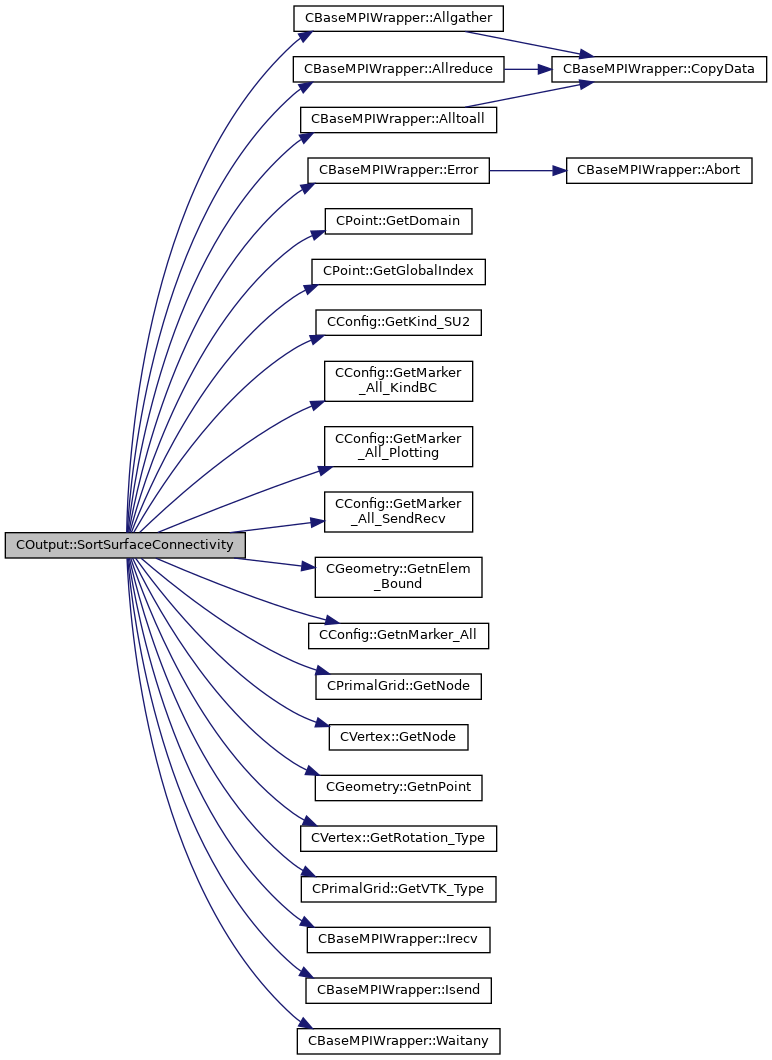 CBaseMPIWrapper::Allgather
CBaseMPIWrapper::Allreduce
CBaseMPIWrapper::CopyData
CBaseMPIWrapper::Alltoall
CBaseMPIWrapper::Error
CBaseMPIWrapper::Abort
CPoint::GetDomain
CPoint::GetGlobalIndex
CConfig::GetKind_SU2
CConfig::GetMarker
_All_KindBC
CConfig::GetMarker
_All_Plotting
CConfig::GetMarker
_All_SendRecv
COutput::SortSurfaceConnectivity
CGeometry::GetnElem
_Bound
CConfig::GetnMarker_All
CPrimalGrid::GetNode
CVertex::GetNode
CGeometry::GetnPoint
CVertex::GetRotation_Type
CPrimalGrid::GetVTK_Type
CBaseMPIWrapper::Irecv
CBaseMPIWrapper::Isend
CBaseMPIWrapper::Waitany